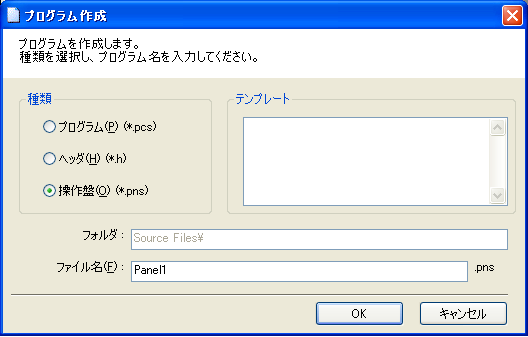 プログラム作成
プログラムを作成します。
種類を選択し、プログラム名を入力してください。
種類
テンプレート
プログラム(P) (*.pcs)
ヘッダ(H) (*.h)
操作盤(O) (*.pns)
フォルダ :
Source Files¥
ファイル名(F) :
Panel1
.pns
OK
キャンセル